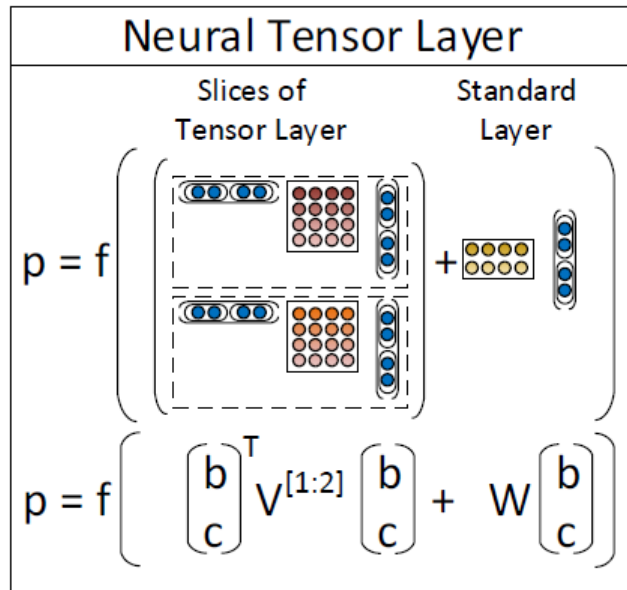 Neural Tensor Layer
Slices of Standard
Tensor Layer Layer
p = f +
p = f ( [b c]^T V^[1:2] [b c] + W [b c] )